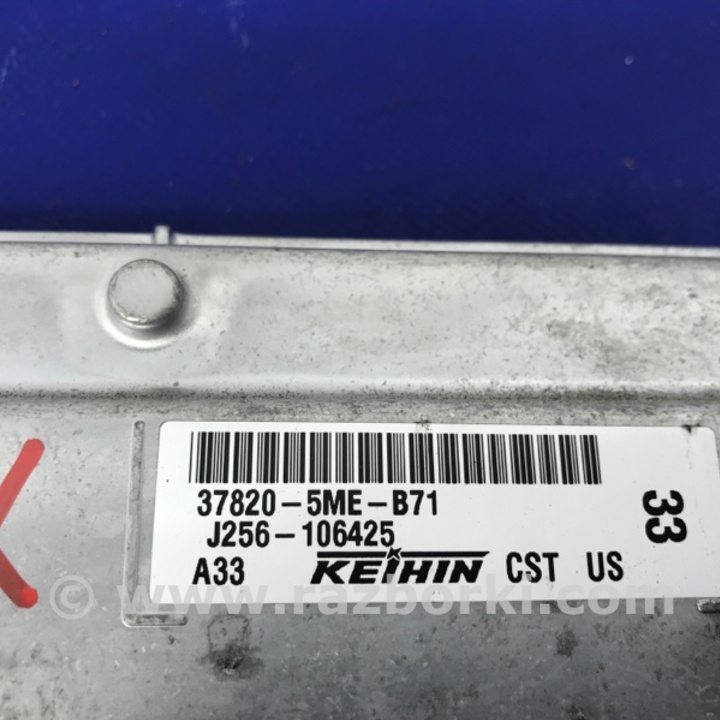 37820-5ME-B71
J256-106425
A33 KEIHIN CST US
33
© www.razborki.com